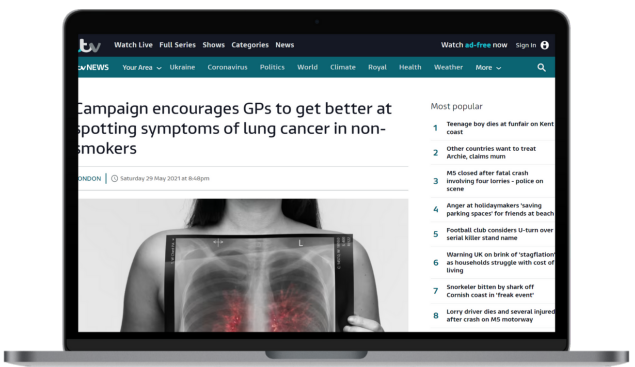 itv Watch Live Full Series Shows Categories News Watch ad-free now Sign in
itv NEWS Your Area Ukraine Coronavirus Politics World Climate Royal Health Weather More
Campaign encourages GPs to get better at
spotting symptoms of lung cancer in non-
smokers
LONDON Saturday 29 May 2021 at 8:48pm
L
Most popular
1 Teenage boy dies at funfair on Kent
coast
2 Other countries want to treat
Archie, claims mum
3 M5 closed after fatal crash
involving four lorries - police on
scene
4 Anger at holidaymakers 'saving
parking spaces' for friends at beach
5 Football club considers U-turn over
serial killer stand name
6 Warning UK on brink of 'stagflation'
as households struggle with cost of
living
7 Snorkeler bitten by shark off
Cornish coast in 'freak event'
8 Lorry driver dies and several injured
after crash on M5 motorway